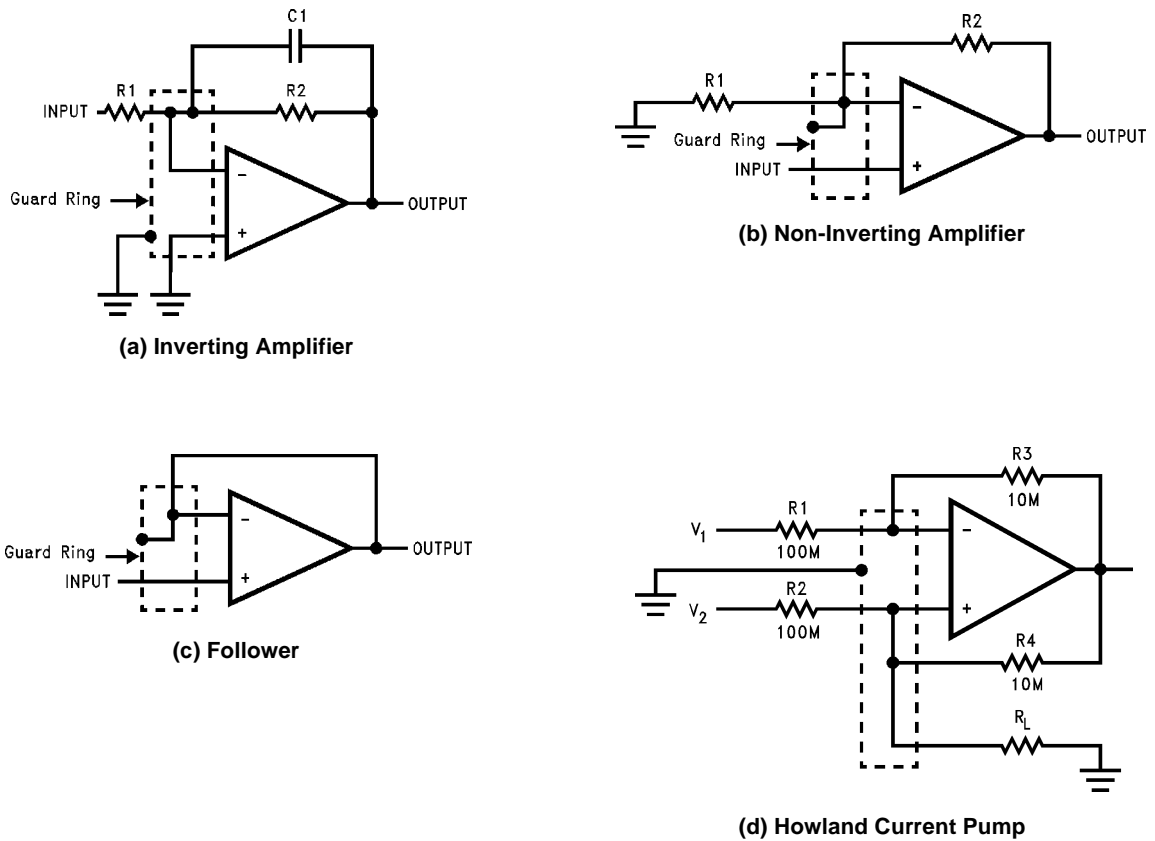 C1
R1
INPUT
R2
-
+
Guard Ring
OUTPUT
(a) Inverting Amplifier
R2
R1
-
+
Guard Ring
INPUT
OUTPUT
(b) Non-Inverting Amplifier
-
+
Guard Ring
INPUT
OUTPUT
(c) Follower
R3
10M
V1
R1
100M
-
+
V2
R2
100M
R4
10M
RL
(d) Howland Current Pump